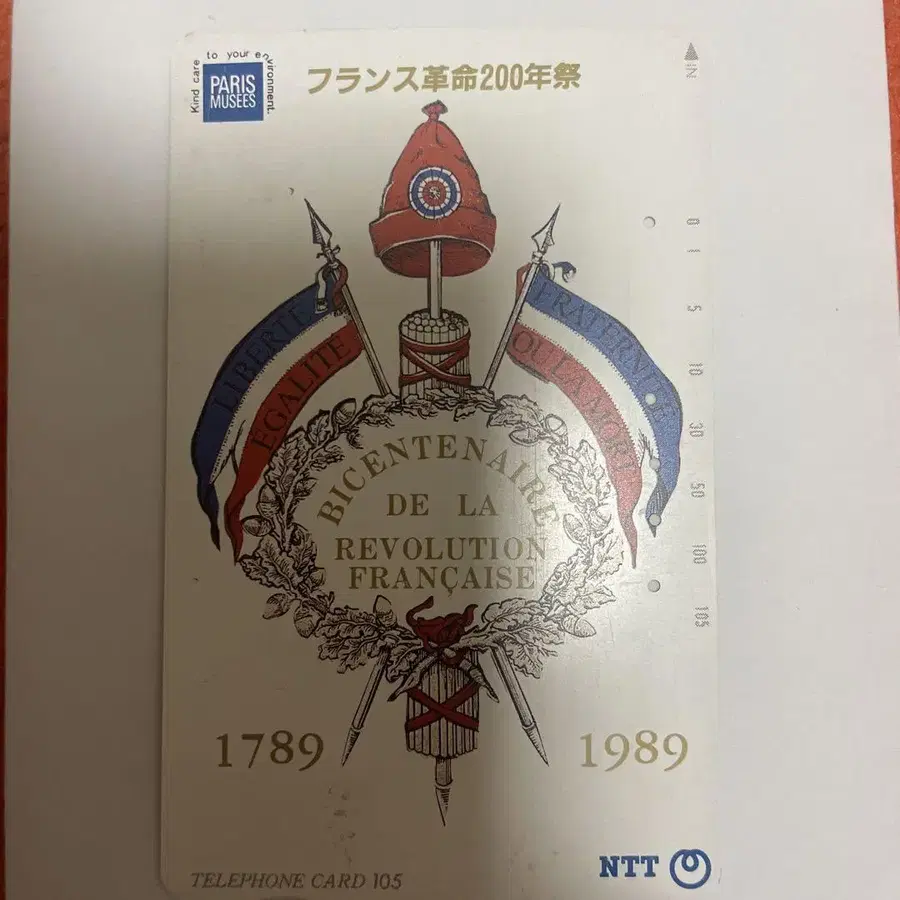 Kind care to your environment.
PARIS
MUSEES
フランス革命200年祭
IN
LIBERTE
EGALITE
FRATERNITE
OU LA MORT
BICENTENAIRE
DE LA
REVOLUTION
FRANÇAISE
0
1
5
10
30
50
100
105
1789
1989
TELEPHONE CARD 105
NTT